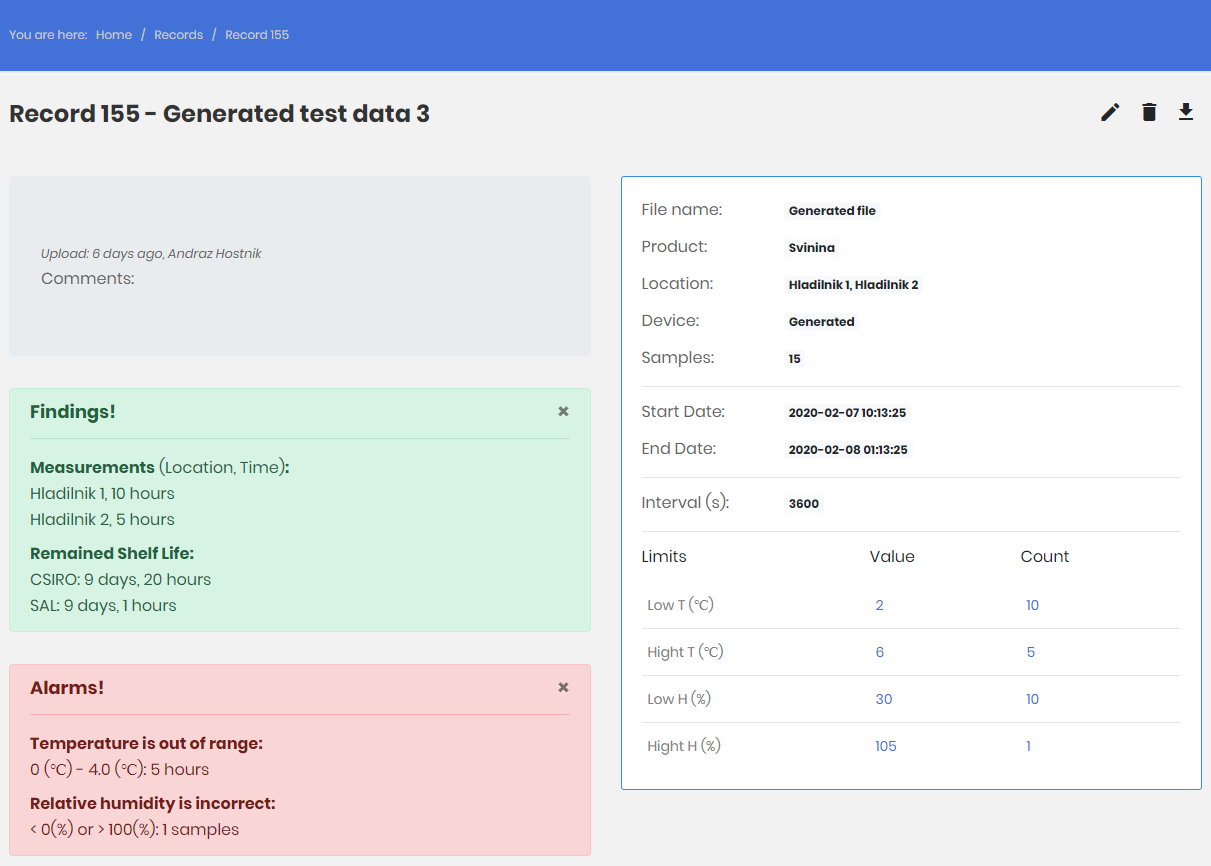 You are here: Home / Records / Record 155
Record 155 - Generated test data 3
Upload: 6 days ago, Andraz Hostnik
Comments:
Findings! ×
Measurements (Location, Time):
Hladilnik 1, 10 hours
Hladilnik 2, 5 hours
Remained Shelf Life:
CSIRO: 9 days, 20 hours
SAL: 9 days, 1 hours
Alarms! ×
Temperature is out of range:
0 (°C) - 4.0 (°C): 5 hours
Relative humidity is incorrect:
< 0(%) or > 100(%): 1 samples
File name: Generated file
Product: Svinina
Location: Hladilnik 1, Hladilnik 2
Device: Generated
Samples: 15
Start Date: 2020-02-07 10:13:25
End Date: 2020-02-08 01:13:25
Interval (s): 3600
Limits Value Count
Low T (°C) 2 10
Hight T (°C) 6 5
Low H (%) 30 10
Hight H (%) 105 1